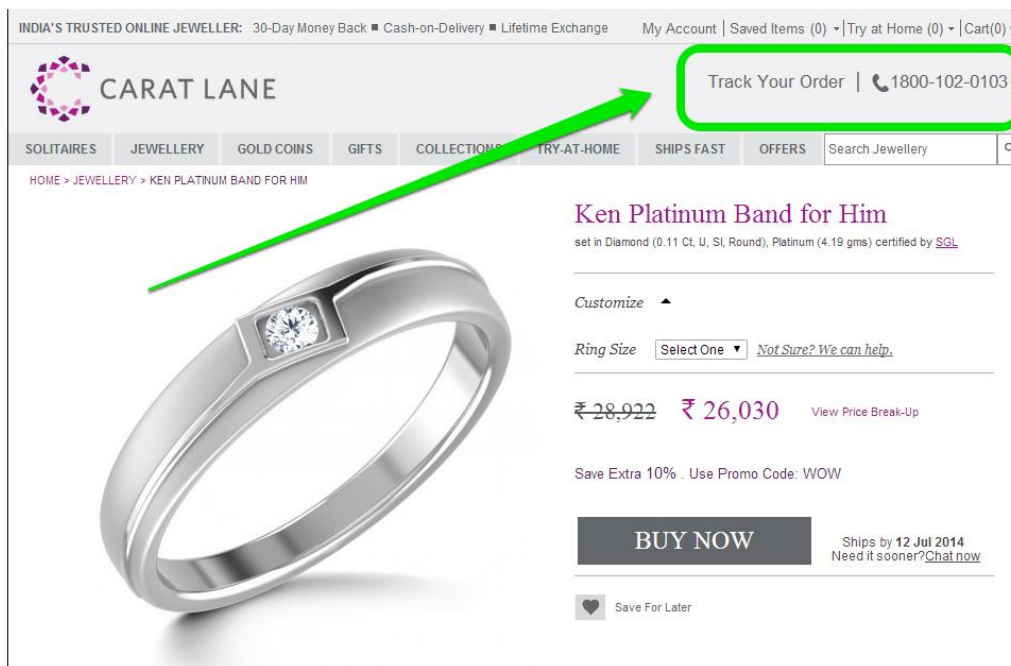 INDIA'S TRUSTED ONLINE JEWELLER: 30-Day Money Back ■ Cash-on-Delivery ■ Lifetime Exchange My Account | Saved Items (0) | Try at Home (0) | Cart(0)
CARAT LANE
Track Your Order | 1800-102-0103
SOLITAIRES JEWELLERY GOLD COINS GIFTS COLLECTIONS TRY-AT-HOME SHIPS FAST OFFERS Search Jewellery
HOME > JEWELLERY > KEN PLATINUM BAND FOR HIM
Ken Platinum Band for Him
set in Diamond (0.11 Ct, IJ, SI, Round), Platinum (4.19 gms) certified by SGL
Customize
Ring Size Select One Not Sure? We can help.
₹ 28,922 ₹ 26,030 View Price Break-Up
Save Extra 10% . Use Promo Code: WOW
BUY NOW
Ships by 12 Jul 2014
Need it sooner?Chat now
Save For Later